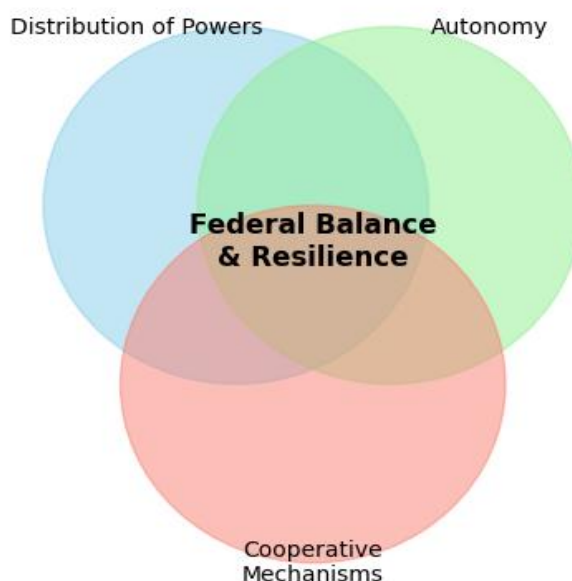 Distribution of Powers
Autonomy
Federal Balance
& Resilience
Cooperative
Mechanisms